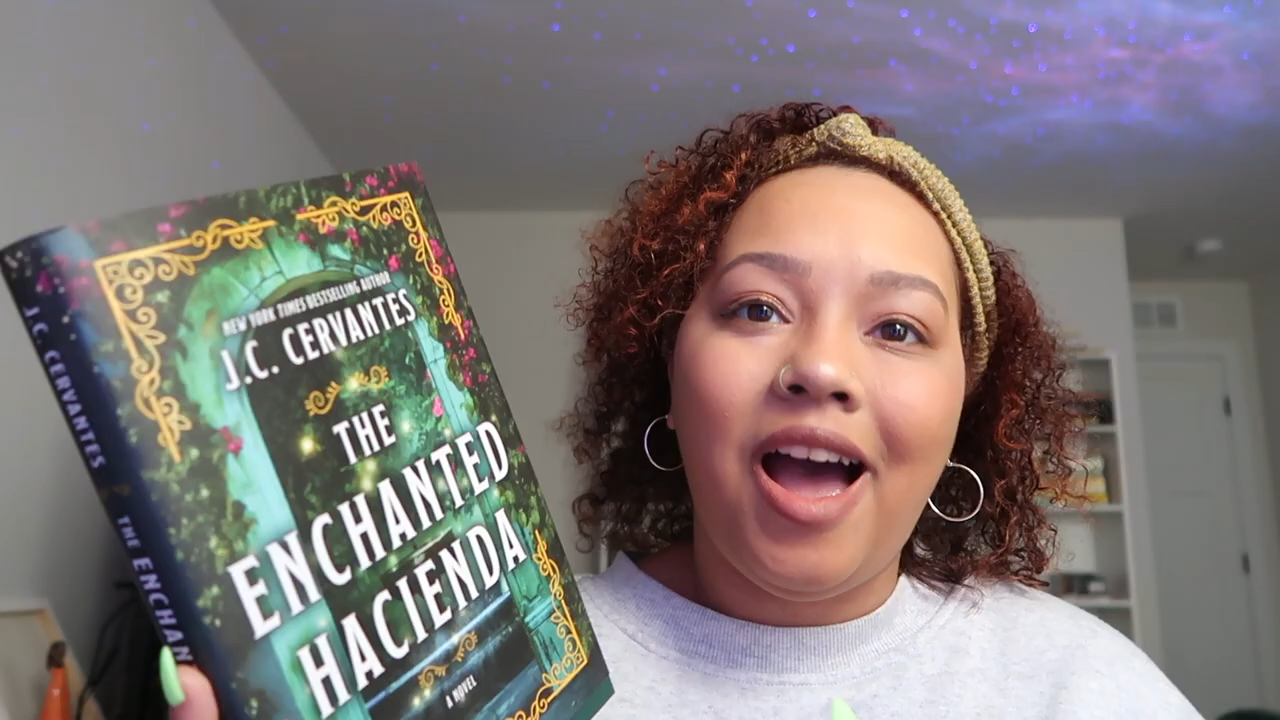 NEW YORK TIMES BESTSELLING AUTHOR
J.C. CERVANTES
THE
ENCHANTED
HACIENDA
A NOVEL
J.C. CERVANTES
THE ENCHAN